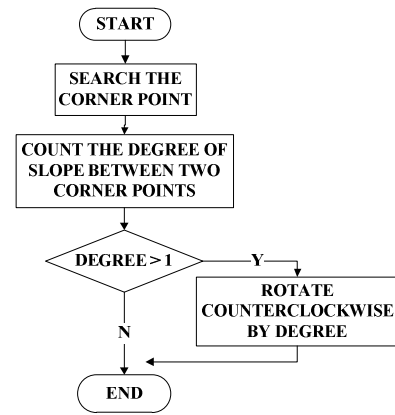 START
SEARCH THE
CORNER POINT
COUNT THE DEGREE OF
SLOPE BETWEEN TWO
CORNER POINTS
DEGREE > 1
Y
ROTATE
COUNTERCLOCKWISE
BY DEGREE
N
END